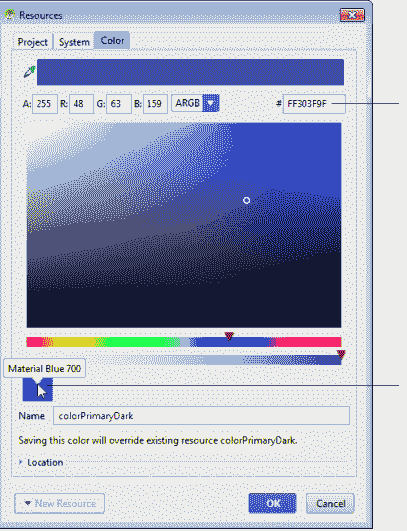 Resources
Project System Color
A: 255 R: 48 G: 63 B: 159 ARGB # FF303F9F
Material Blue 700
Name colorPrimaryDark
Saving this color will override existing resource colorPrimaryDark.
Location
New Resource OK Cancel